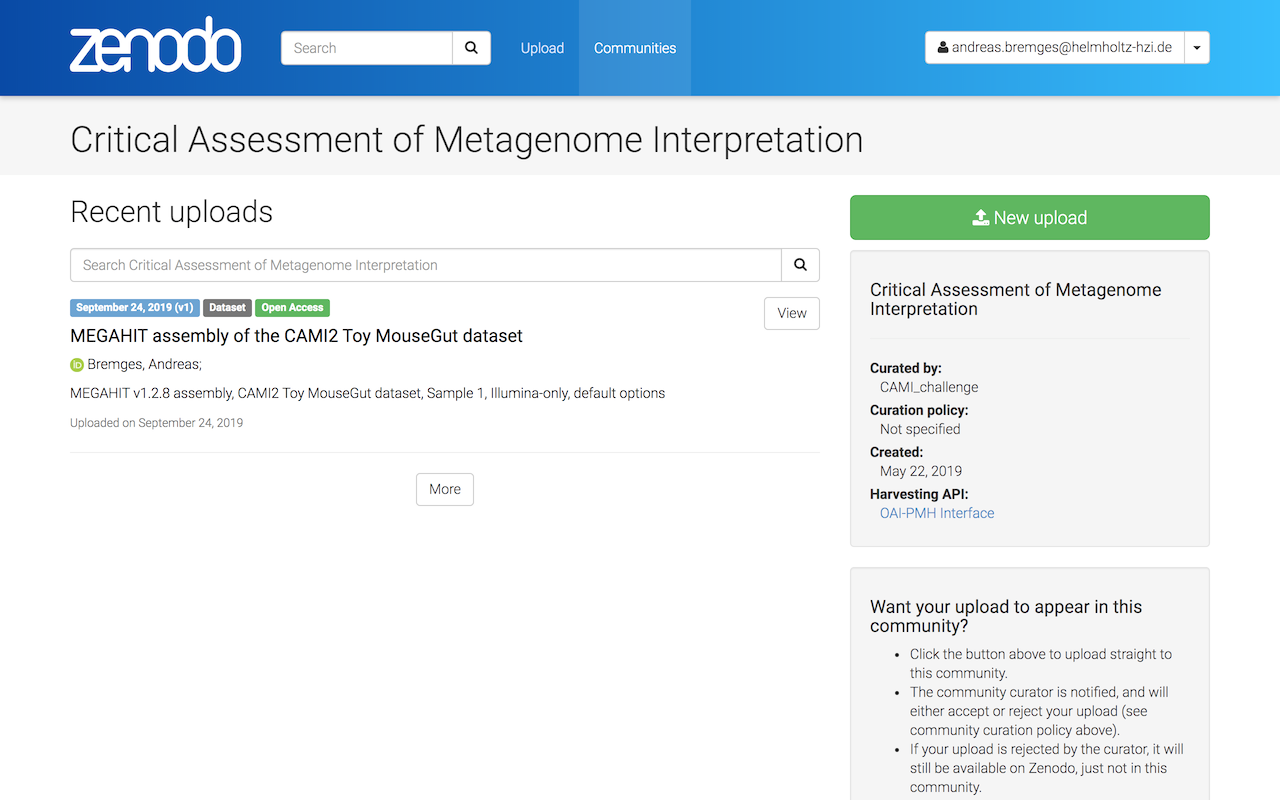 zenodo
Search
Upload
Communities
andreas.bremges@helmholtz-hzi.de
Critical Assessment of Metagenome Interpretation
Recent uploads
Search Critical Assessment of Metagenome Interpretation
September 24, 2019 (v1) Dataset Open Access
View
MEGAHIT assembly of the CAMI2 Toy MouseGut dataset
iD Bremges, Andreas;
MEGAHIT v1.2.8 assembly, CAMI2 Toy MouseGut dataset, Sample 1, Illumina-only, default options
Uploaded on September 24, 2019
More
New upload
Critical Assessment of Metagenome
Interpretation
Curated by:
CAMI_challenge
Curation policy:
Not specified
Created:
May 22, 2019
Harvesting API:
OAI-PMH Interface
Want your upload to appear in this
community?
• Click the button above to upload straight to
this community.
• The community curator is notified, and will
either accept or reject your upload (see
community curation policy above).
• If your upload is rejected by the curator, it will
still be available on Zenodo, just not in this
community.